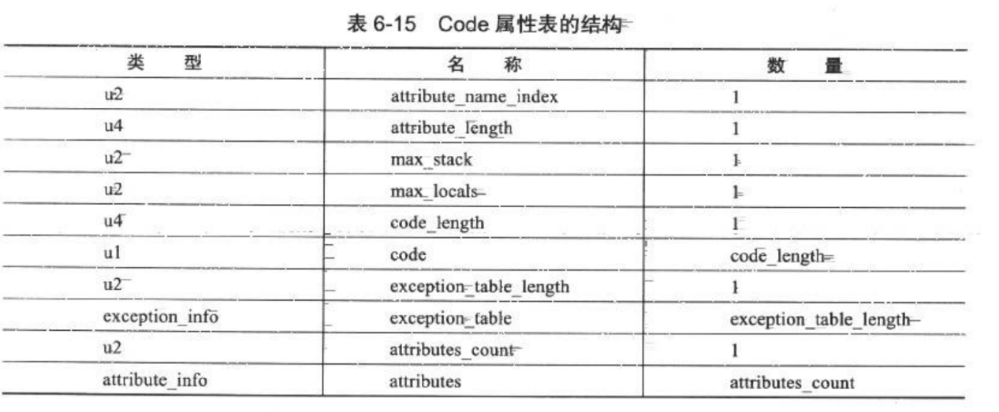 表 6-15 Code 属性表的结构
类 型 名 称 数 量
u2 attribute_name_index 1
u4 attribute_length 1
u2 max_stack 1
u2 max_locals 1
u4 code_length 1
u1 code code_length
u2 exception_table_length 1
exception_info exception_table exception_table_length
u2 attributes_count 1
attribute_info attributes attributes_count